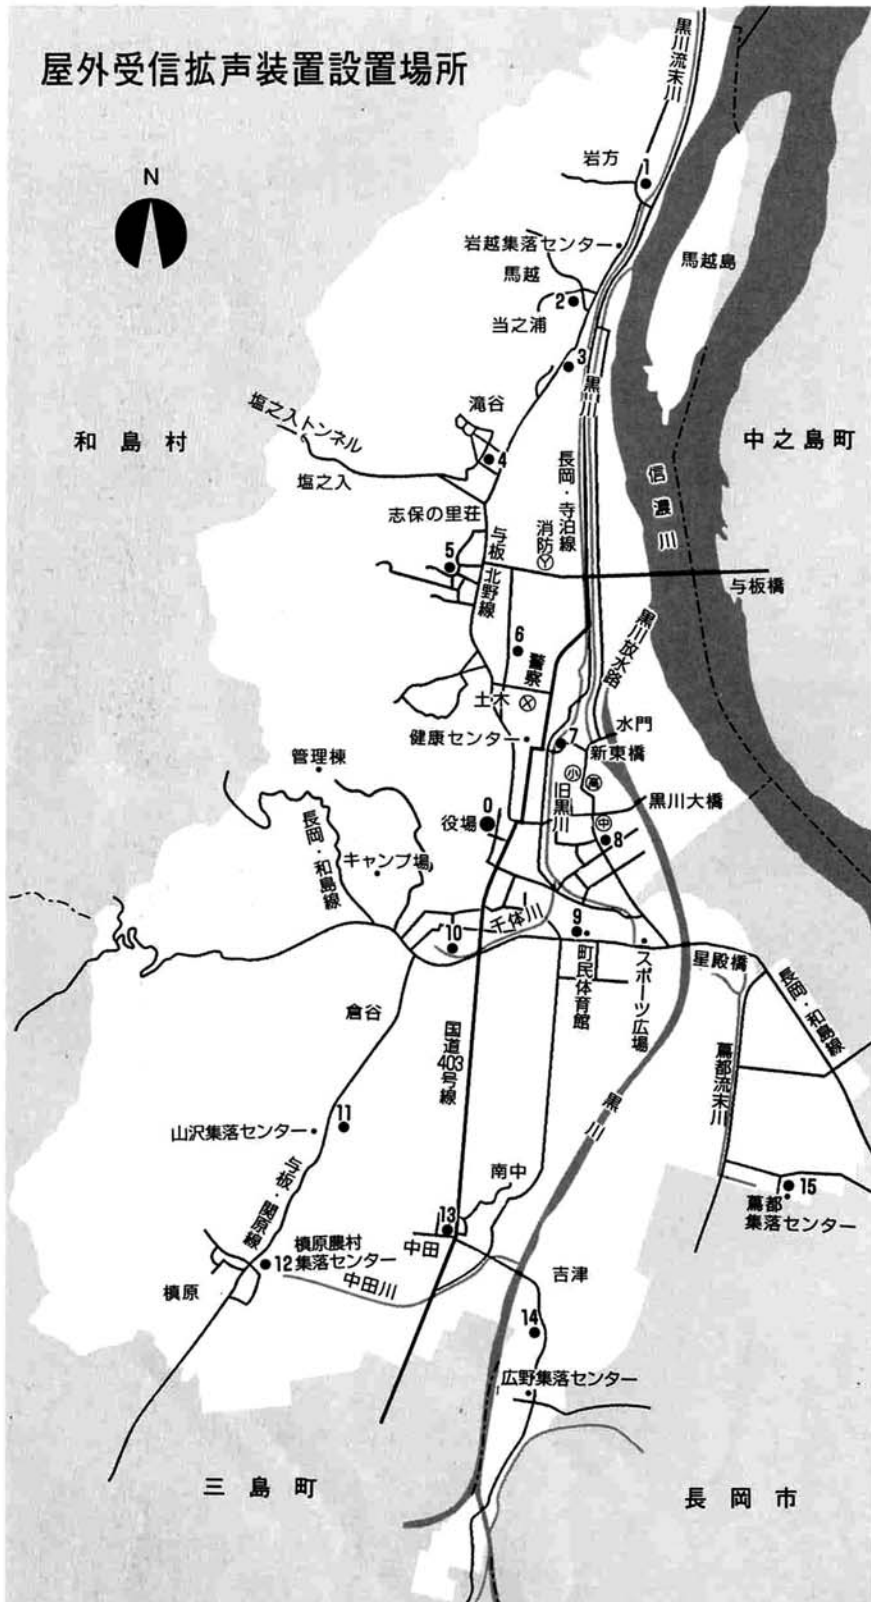 屋外受信拡声装置設置場所
N
黒川流末川
岩方
1
岩越集落センター
馬越
馬越島
2
当之浦
3
黒川
滝谷
塩之入トンネル
和島村
中之島町
4
塩之入
長岡・寺泊線
信濃川
志保の里荘
与板
北野線
消防
Y
5
与板橋
6
黒川放水路
警察
土木
健康センター
水門
7
新東橋
管理棟
小
高
旧黒川
黒川大橋
0
役場
中
8
長岡・和島線
キャンプ場
千体川
9
10
町民体育館
スポーツ広場
星殿橋
長岡・和島線
倉谷
国道403号線
蔦都流末川
黒川
11
山沢集落センター
与板・関原線
南中
15
蔦都
集落センター
13
中田
槙原農村
集落センター
12
中田川
吉津
槙原
14
広野集落センター
三島町
長岡市